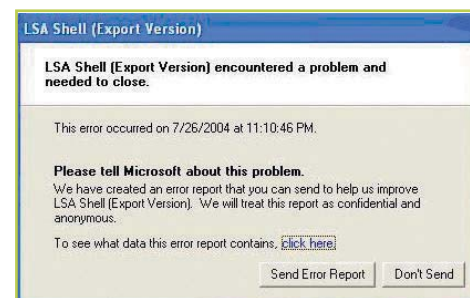 LSA Shell (Export Version)
LSA Shell (Export Version) encountered a problem and
needed to close.
This error occurred on 7/26/2004 at 11:10:46 PM.
Please tell Microsoft about this problem.
We have created an error report that you can send to help us improve
LSA Shell (Export Version). We will treat this report as confidential and
anonymous.
To see what data this error report contains, click here.
Send Error Report Don't Send